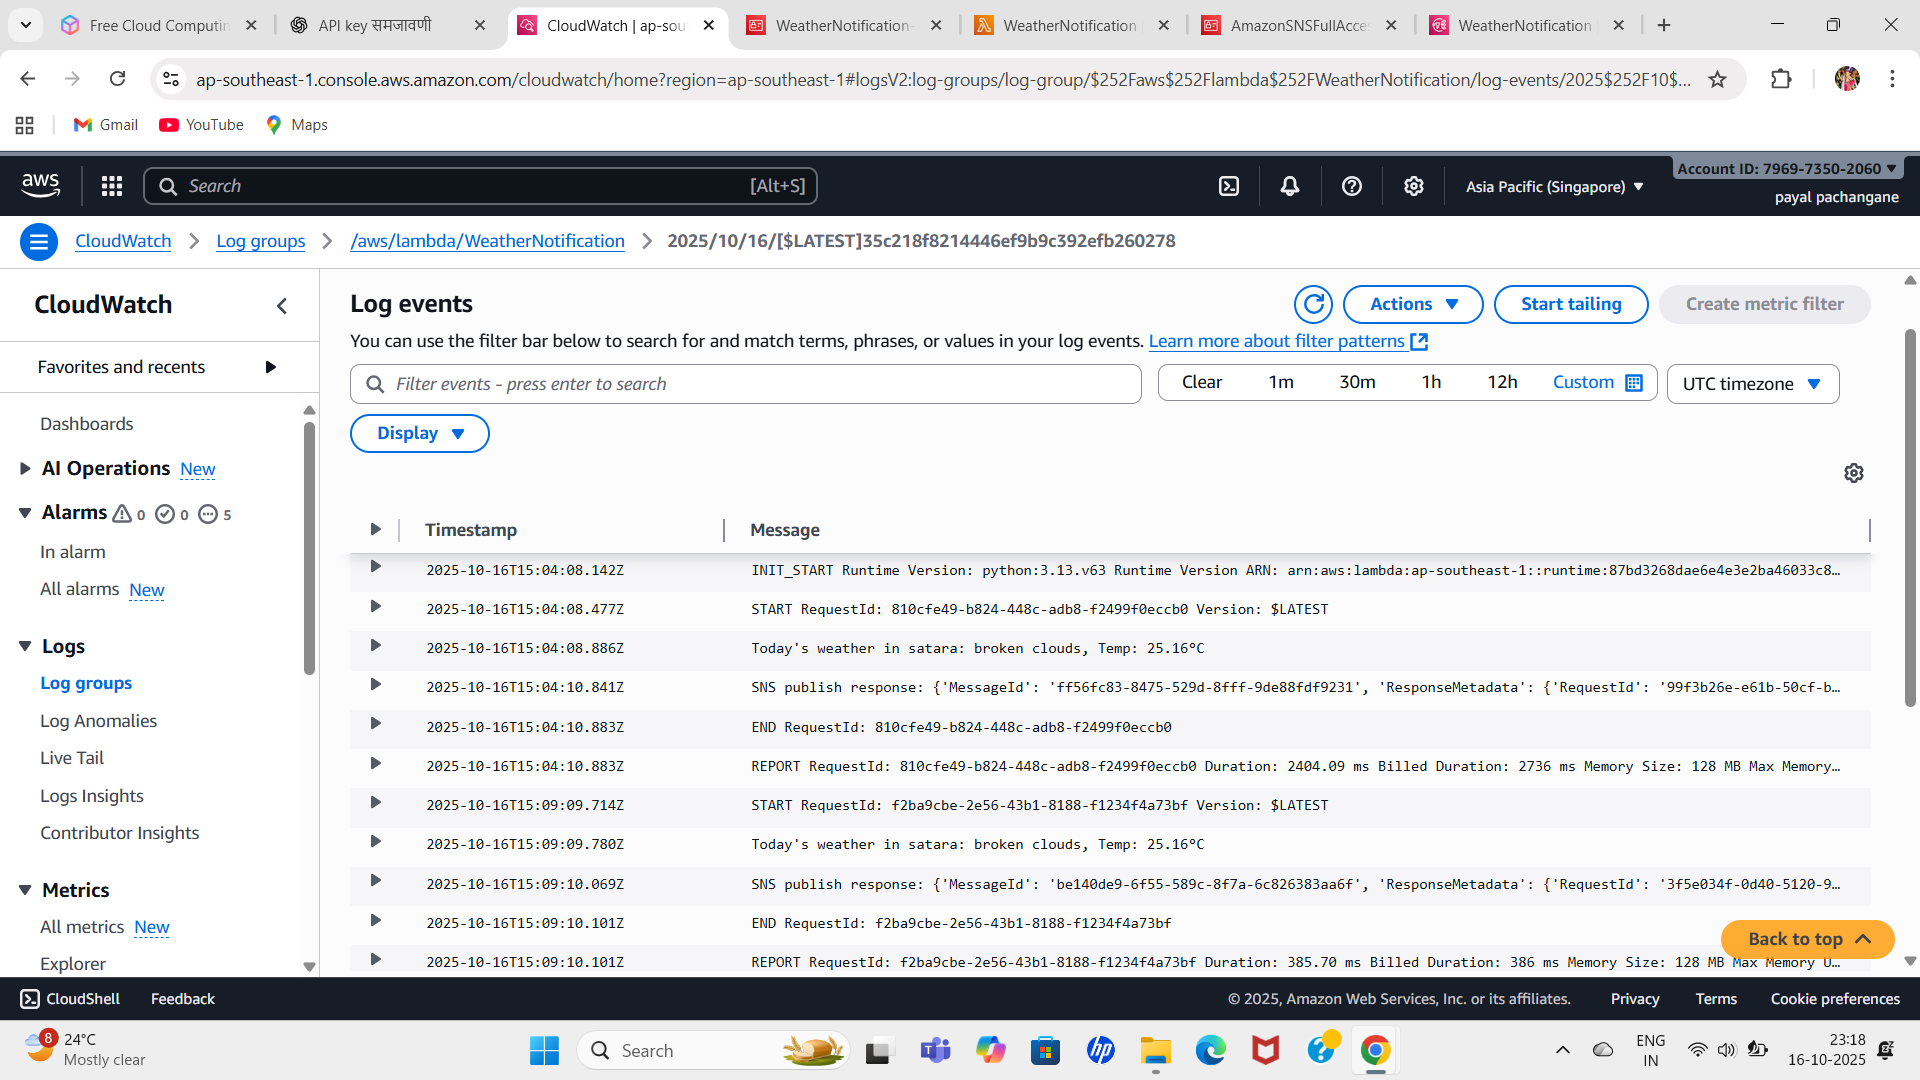 Free Cloud Computin
API key समजावणी
CloudWatch | ap-sou
WeatherNotification-
WeatherNotification
AmazonSNSFullAcce
WeatherNotification
ap-southeast-1.console.aws.amazon.com/cloudwatch/home?region=ap-southeast-1#logsV2:log-groups/log-group/$252Faws$252Flambda$252FWeatherNotification/log-events/2025$252F10$...
Gmail
YouTube
Maps
aws
Search
[Alt+S]
Asia Pacific (Singapore)
Account ID: 7969-7350-2060
payal pachangane
CloudWatch
Log groups
/aws/lambda/WeatherNotification
2025/10/16/[$LATEST]35c218f8214446ef9b9c392efb260278
CloudWatch
Favorites and recents
Dashboards
AI Operations New
Alarms 0 0 5
In alarm
All alarms New
Logs
Log groups
Log Anomalies
Live Tail
Logs Insights
Contributor Insights
Metrics
All metrics New
Explorer
Log events
Actions
Start tailing
Create metric filter
You can use the filter bar below to search for and match terms, phrases, or values in your log events. Learn more about filter patterns
Filter events - press enter to search
Clear 1m 30m 1h 12h Custom
UTC timezone
Display
Timestamp Message
2025-10-16T15:04:08.142Z INIT_START Runtime Version: python:3.13.v63 Runtime Version ARN: arn:aws:lambda:ap-southeast-1::runtime:87bd3268dae6e4e3e2ba46033c8…
2025-10-16T15:04:08.477Z START RequestId: 810cfe49-b824-448c-adb8-f2499f0eccb0 Version: $LATEST
2025-10-16T15:04:08.886Z Today's weather in satara: broken clouds, Temp: 25.16°C
2025-10-16T15:04:10.841Z SNS publish response: {'MessageId': 'ff56fc83-8475-529d-8fff-9de88fdf9231', 'ResponseMetadata': {'RequestId': '99f3b26e-e61b-50cf-b…
2025-10-16T15:04:10.883Z END RequestId: 810cfe49-b824-448c-adb8-f2499f0eccb0
2025-10-16T15:04:10.883Z REPORT RequestId: 810cfe49-b824-448c-adb8-f2499f0eccb0 Duration: 2404.09 ms Billed Duration: 2736 ms Memory Size: 128 MB Max Memory…
2025-10-16T15:09:09.714Z START RequestId: f2ba9cbe-2e56-43b1-8188-f1234f4a73bf Version: $LATEST
2025-10-16T15:09:09.780Z Today's weather in satara: broken clouds, Temp: 25.16°C
2025-10-16T15:09:10.069Z SNS publish response: {'MessageId': 'be140de9-6f55-589c-8f7a-6c826383aa6f', 'ResponseMetadata': {'RequestId': '3f5e034f-0d40-5120-9…
2025-10-16T15:09:10.101Z END RequestId: f2ba9cbe-2e56-43b1-8188-f1234f4a73bf
2025-10-16T15:09:10.101Z REPORT RequestId: f2ba9cbe-2e56-43b1-8188-f1234f4a73bf Duration: 385.70 ms Billed Duration: 386 ms Memory Size: 128 MB Max Memory U…
Back to top
CloudShell
Feedback
© 2025, Amazon Web Services, Inc. or its affiliates.
Privacy
Terms
Cookie preferences
8
24°C
Mostly clear
Search
ENG
IN
23:18
16-10-2025